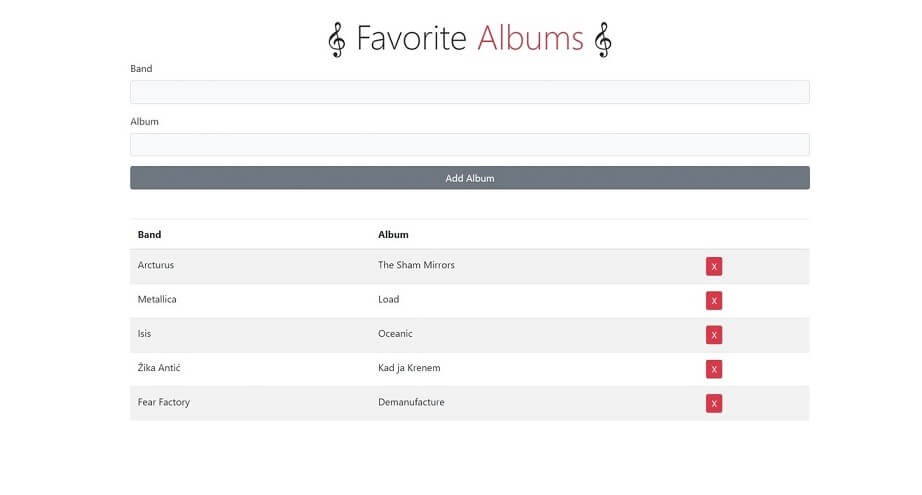 𝄞 Favorite Albums 𝄞
Band
Album
Add Album
Band Album
Arcturus The Sham Mirrors X
Metallica Load X
Isis Oceanic X
Žika Antić Kad ja Krenem X
Fear Factory Demanufacture X